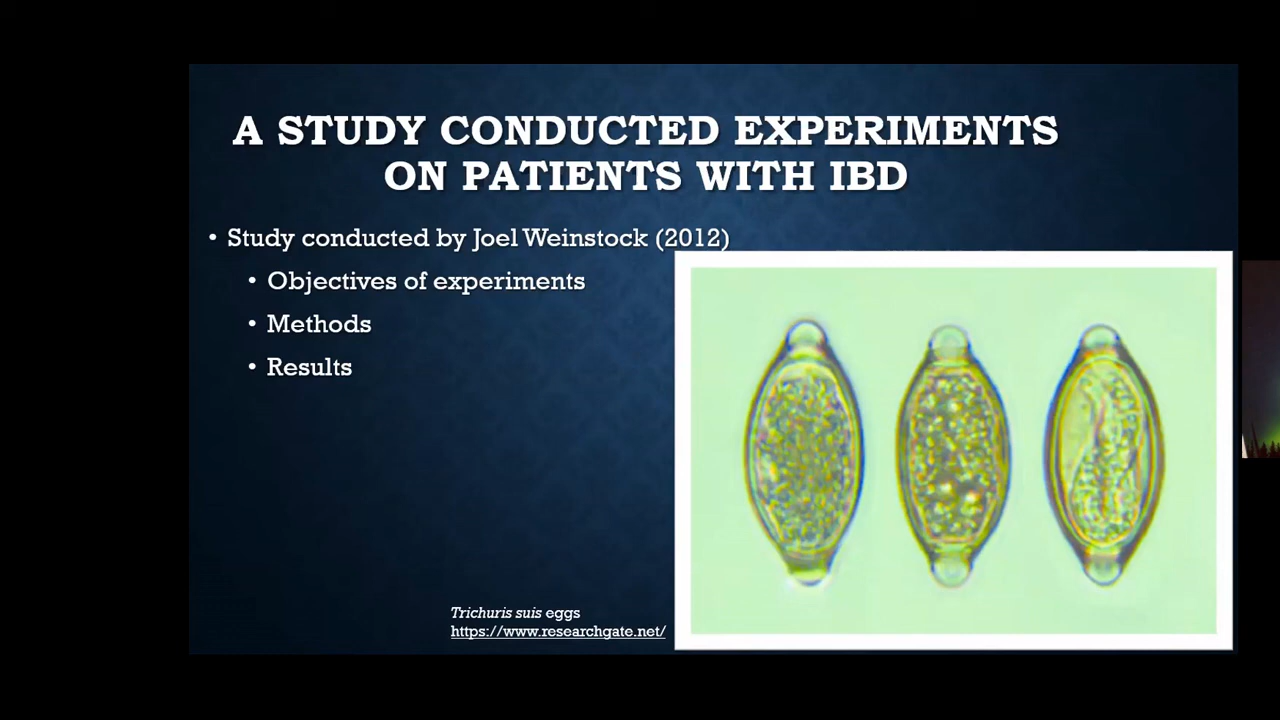 A STUDY CONDUCTED EXPERIMENTS
ON PATIENTS WITH IBD
• Study conducted by Joel Weinstock (2012)
• Objectives of experiments
• Methods
• Results
Trichuris suis eggs
https://www.researchgate.net/